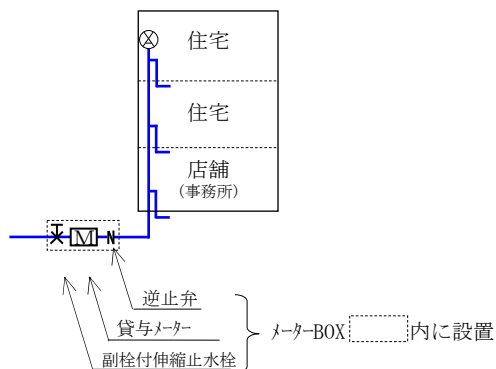 住宅
住宅
店舗
(事務所)
M N
逆止弁
貸与メーター
副栓付伸縮止水栓
メーターBOX 内に設置